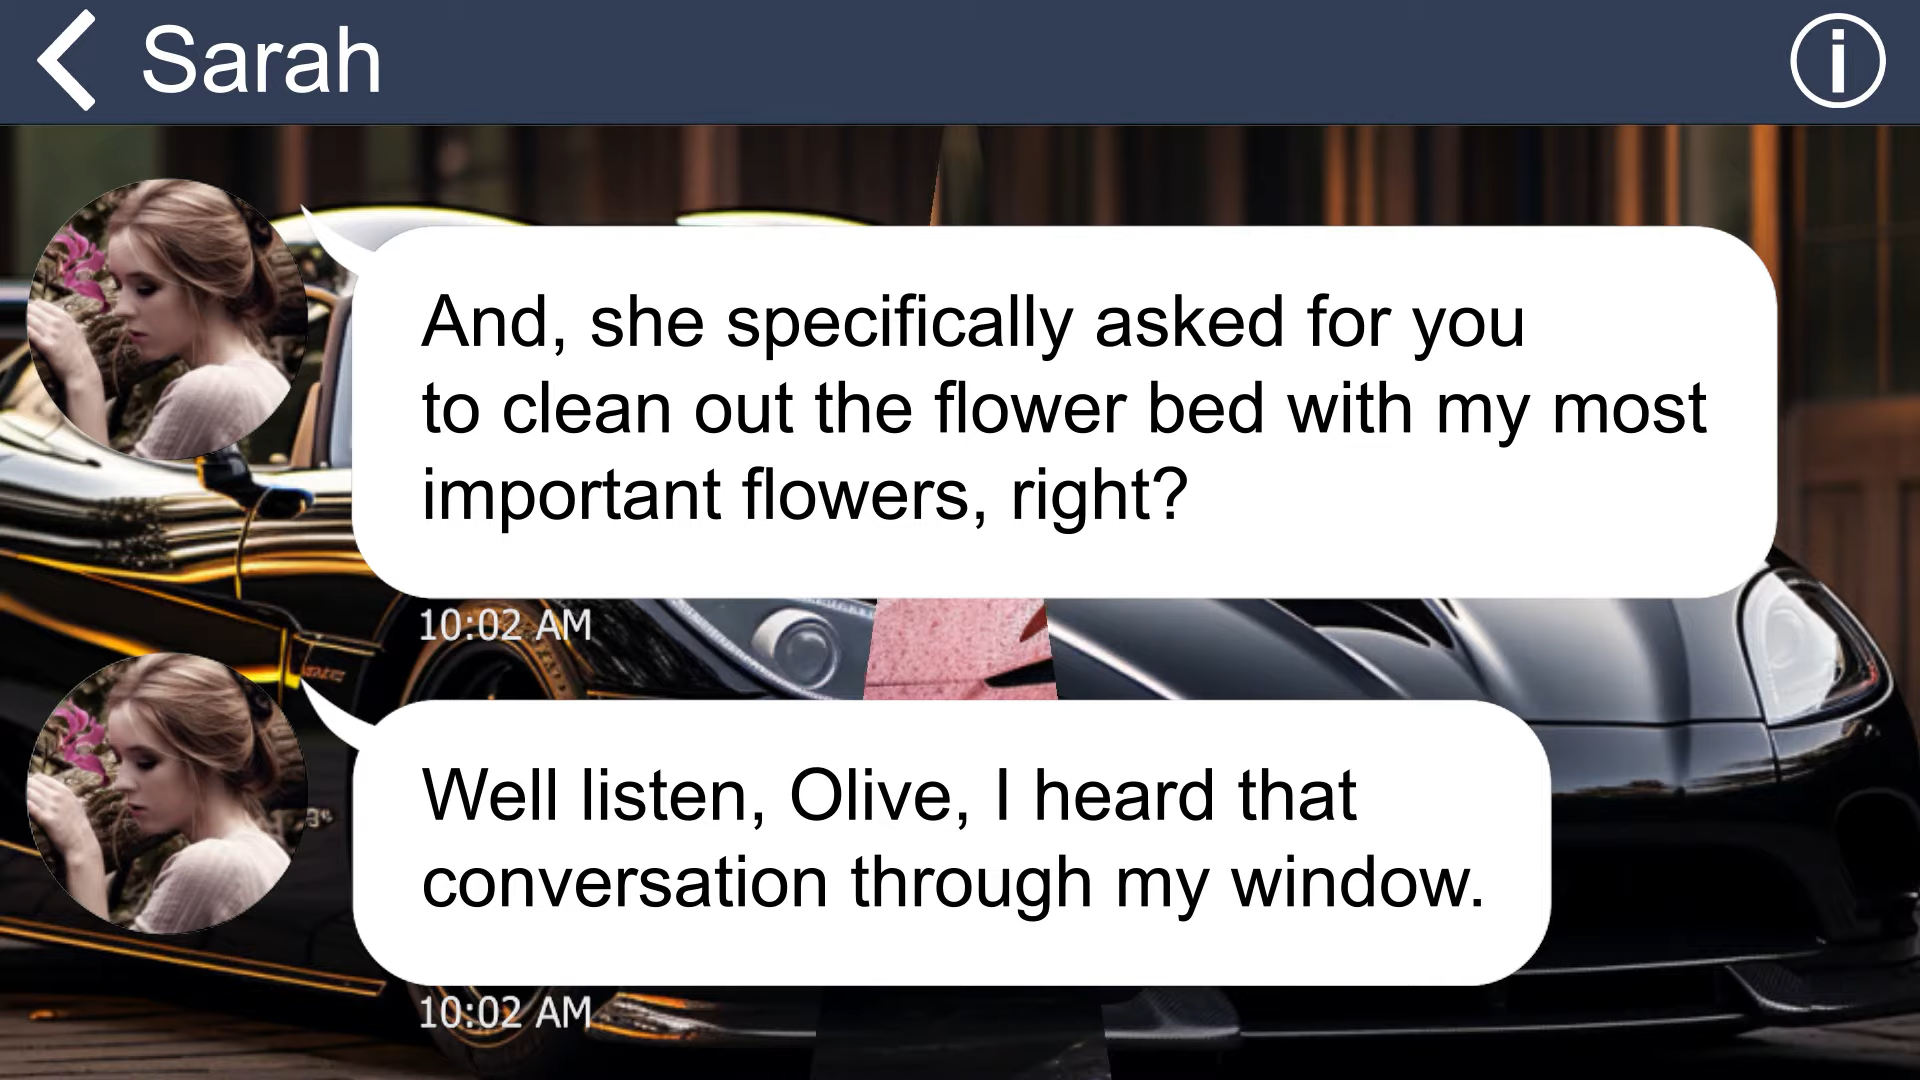 Sarah
And, she specifically asked for you
to clean out the flower bed with my most
important flowers, right?
10:02 AM
Well listen, Olive, I heard that
conversation through my window.
10:02 AM